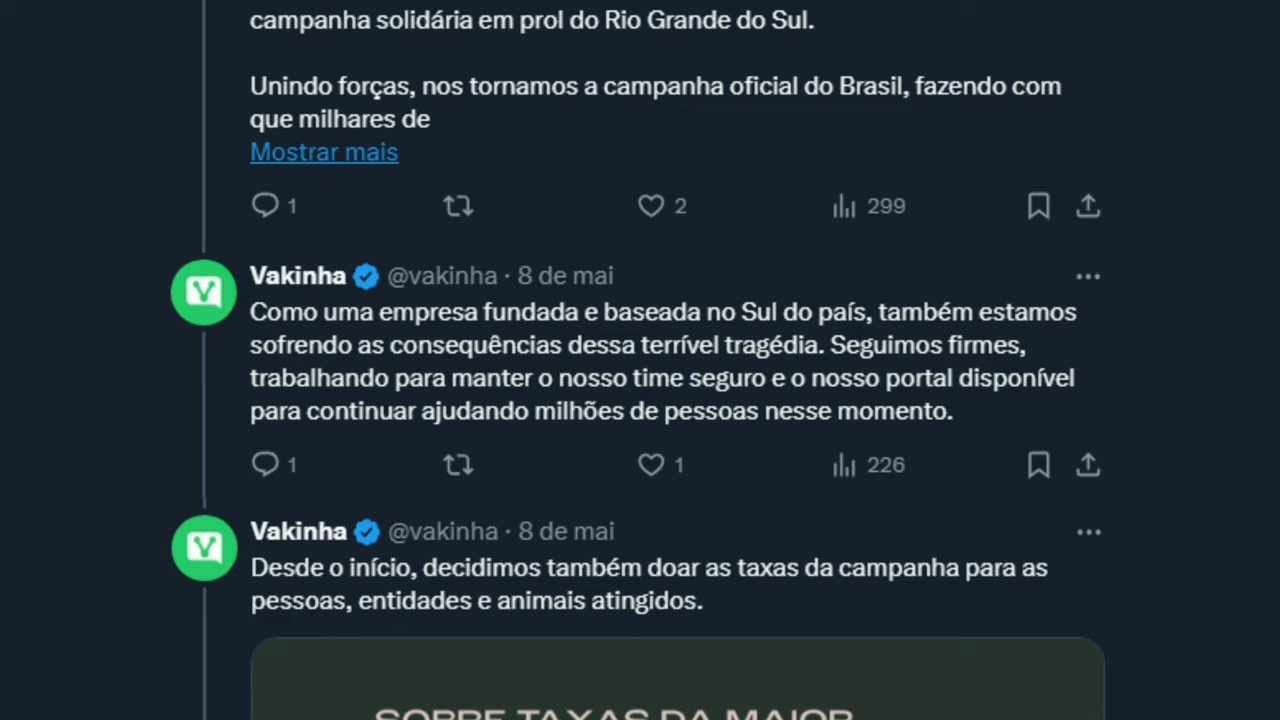 campanha solidária em prol do Rio Grande do Sul.
Unindo forças, nos tornamos a campanha oficial do Brasil, fazendo com
que milhares de
Mostrar mais
1 2 299
Vakinha @vakinha · 8 de mai
Como uma empresa fundada e baseada no Sul do país, também estamos
sofrendo as consequências dessa terrível tragédia. Seguimos firmes,
trabalhando para manter o nosso time seguro e o nosso portal disponível
para continuar ajudando milhões de pessoas nesse momento.
1 1 226
Vakinha @vakinha · 8 de mai
Desde o início, decidimos também doar as taxas da campanha para as
pessoas, entidades e animais atingidos.
SOBRE TAXAS DA MAIOR